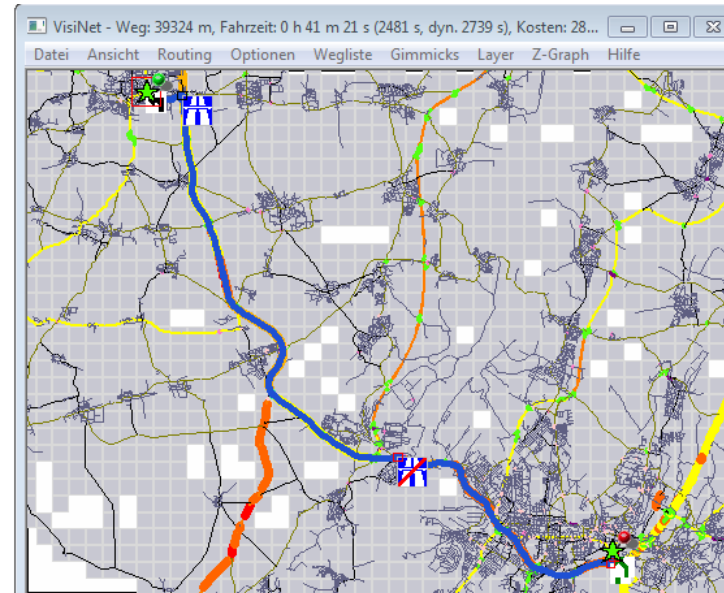 VisiNet - Weg: 39324 m, Fahrzeit: 0 h 41 m 21 s (2481 s, dyn. 2739 s), Kosten: 28...
Datei Ansicht Routing Optionen Wegliste Gimmicks Layer Z-Graph Hilfe